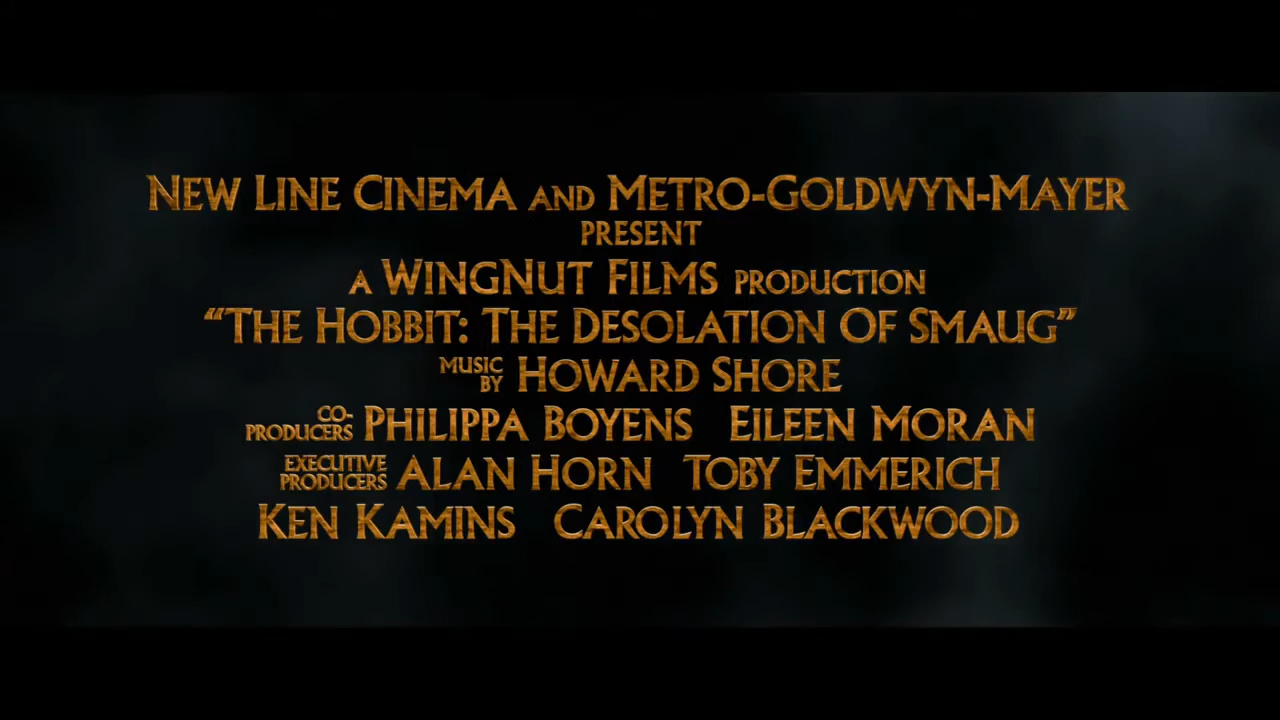 NEW LINE CINEMA AND METRO-GOLDWYN-MAYER
PRESENT
A WINGNUT FILMS PRODUCTION
“THE HOBBIT: THE DESOLATION OF SMAUG”
MUSIC BY HOWARD SHORE
CO-PRODUCERS PHILIPPA BOYENS EILEEN MORAN
EXECUTIVE PRODUCERS ALAN HORN TOBY EMMERICH
KEN KAMINS CAROLYN BLACKWOOD